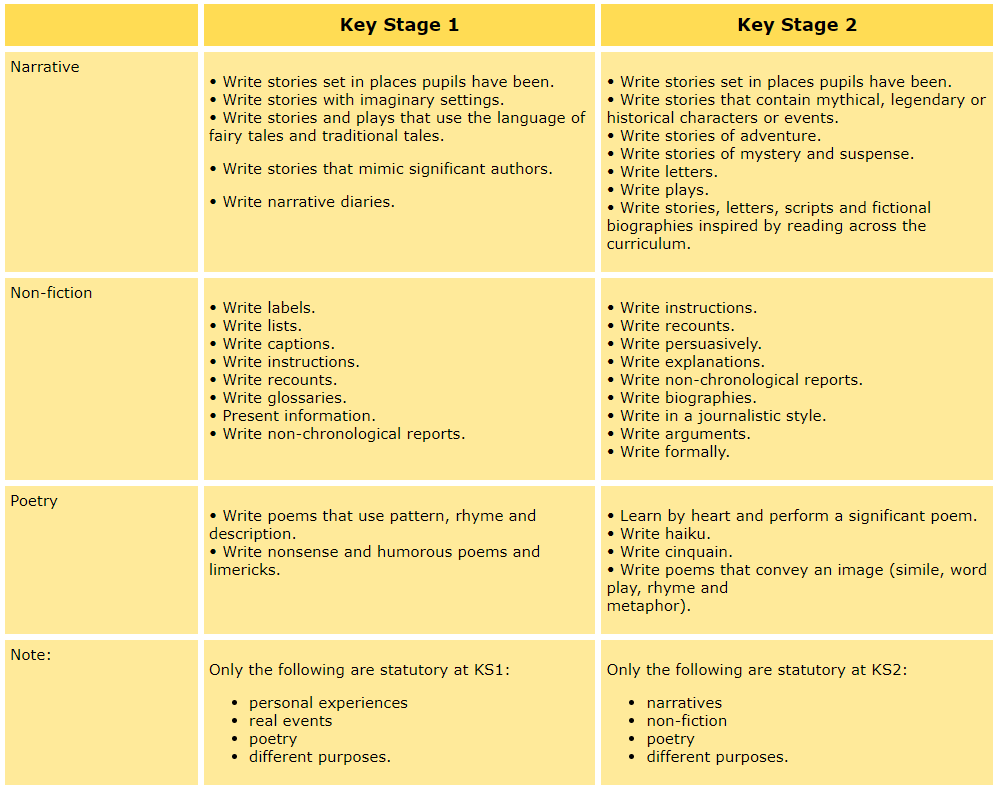 Key Stage 1
Key Stage 2
Narrative
• Write stories set in places pupils have been.
• Write stories with imaginary settings.
• Write stories and plays that use the language of
fairy tales and traditional tales.
• Write stories that mimic significant authors.
• Write narrative diaries.
• Write stories set in places pupils have been.
• Write stories that contain mythical, legendary or
historical characters or events.
• Write stories of adventure.
• Write stories of mystery and suspense.
• Write letters.
• Write plays.
• Write stories, letters, scripts and fictional
biographies inspired by reading across the
curriculum.
Non-fiction
• Write labels.
• Write lists.
• Write captions.
• Write instructions.
• Write recounts.
• Write glossaries.
• Present information.
• Write non-chronological reports.
• Write instructions.
• Write recounts.
• Write persuasively.
• Write explanations.
• Write non-chronological reports.
• Write biographies.
• Write in a journalistic style.
• Write arguments.
• Write formally.
Poetry
• Write poems that use pattern, rhyme and
description.
• Write nonsense and humorous poems and
limericks.
• Learn by heart and perform a significant poem.
• Write haiku.
• Write cinquain.
• Write poems that convey an image (simile, word
play, rhyme and
metaphor).
Note:
Only the following are statutory at KS1:
• personal experiences
• real events
• poetry
• different purposes.
Only the following are statutory at KS2:
• narratives
• non-fiction
• poetry
• different purposes.